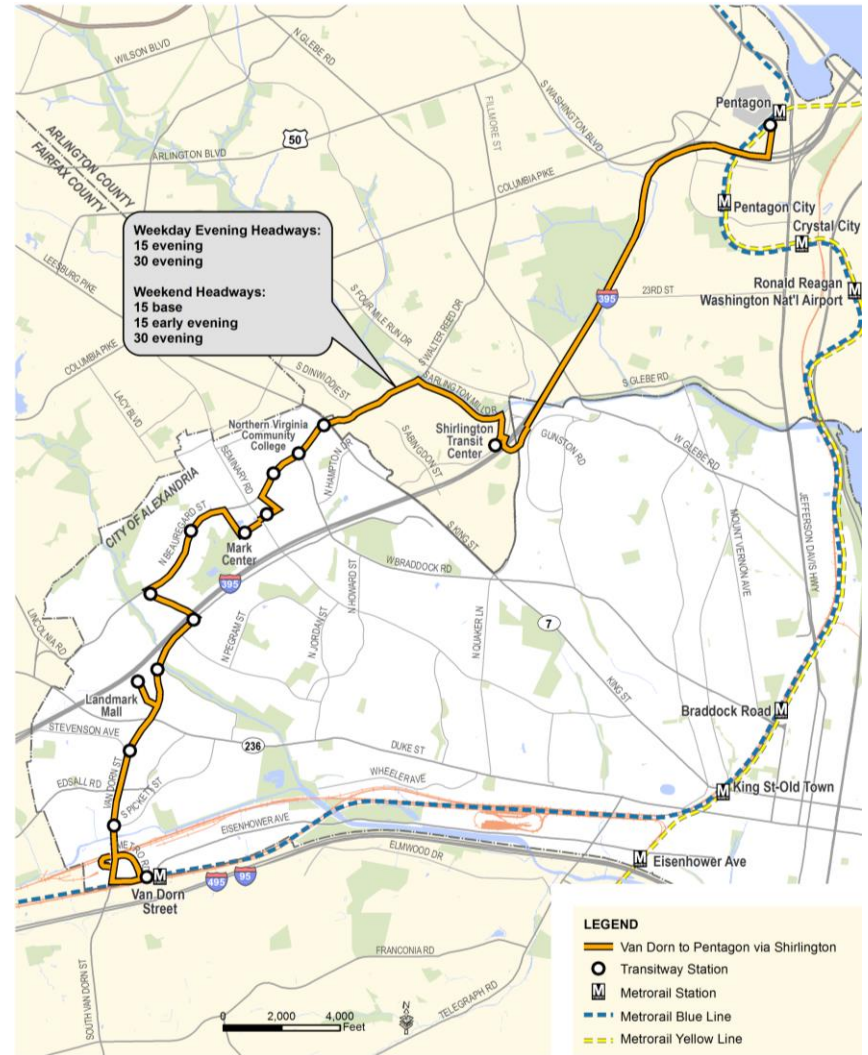 WILSON BLVD
N GLEBE RD
ARLINGTON COUNTY
FAIRFAX COUNTY
ARLINGTON BLVD
50
FILLMORE ST
S WASHINGTON BLVD
COLUMBIA PIKE
Pentagon
M
M
Pentagon City
Crystal City
M
Ronald Reagan
Washington Nat'l Airport
M
395
23RD ST
Weekday Evening Headways:
15 evening
30 evening
Weekend Headways:
15 base
15 early evening
30 evening
LEESBURG PIKE
COLUMBIA PIKE
LACY BLVD
S FOUR MILE RUN DR
S WALTER REED DR
S DINWIDDIE ST
S ARLINGTON MILL DR
S GLEBE RD
Northern Virginia
Community
College
SEMINARY RD
N HAMPTON DR
S ABINGDON ST
Shirlington
Transit
Center
GUNSTON RD
W GLEBE RD
CITY OF ALEXANDRIA
N BEAUREGARD ST
Mark
Center
S KING ST
MOUNT VERNON AVE
JEFFERSON DAVIS HWY
395
W BRADDOCK RD
N HOWARD ST
LINCOLNIA RD
N PEGRAM ST
N JORDAN ST
N QUAKER LN
7
KING ST
Landmark
Mall
STEVENSON AVE
236
DUKE ST
Braddock Road
M
EDSALL RD
VAN DORN ST
S PICKETT ST
WHEELER AVE
King St-Old Town
M
EISENHOWER AVE
METRO RD
ELMWOOD DR
M
Eisenhower Ave
M
Van Dorn
Street
495
95
SOUTH VAN DORN ST
FRANCONIA RD
TELEGRAPH RD
0
2,000
4,000
Feet
N
LEGEND
Van Dorn to Pentagon via Shirlington
Transitway Station
M
Metrorail Station
Metrorail Blue Line
Metrorail Yellow Line